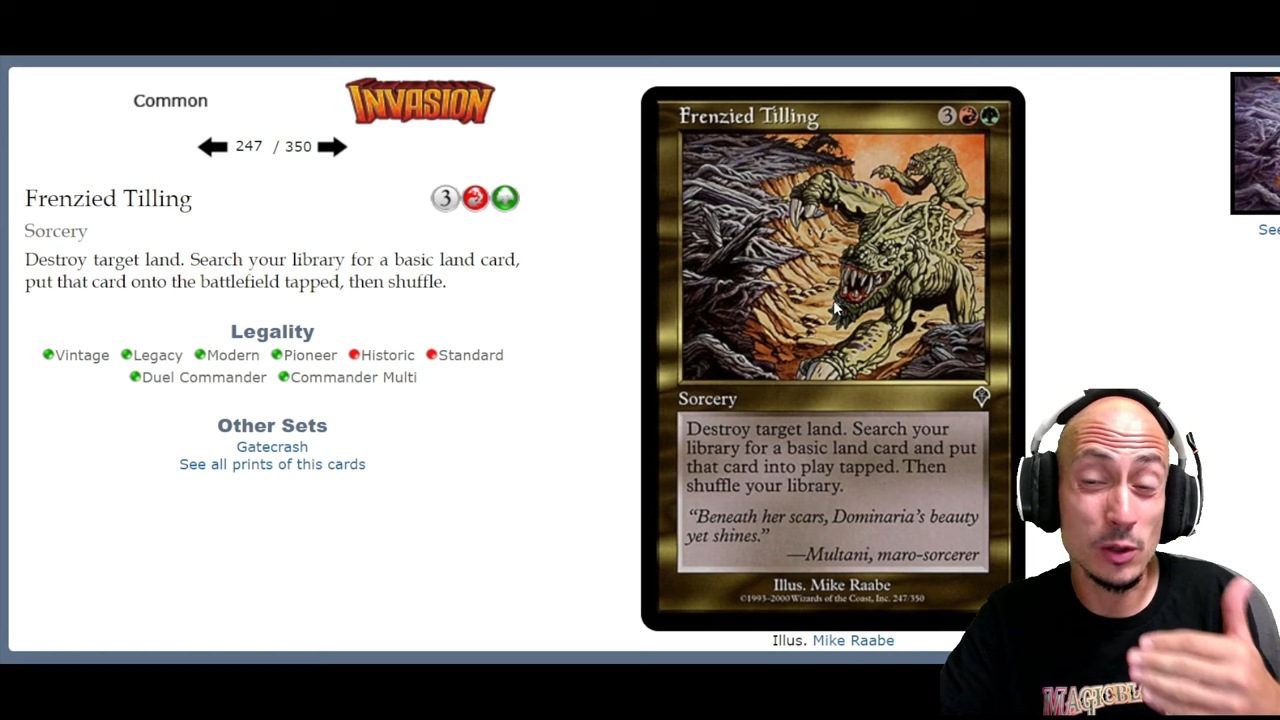 Common
INVASION
247 / 350
Frenzied Tilling
3
Sorcery
Destroy target land. Search your library for a basic land card,
put that card onto the battlefield tapped, then shuffle.
Legality
Vintage Legacy Modern Pioneer Historic Standard
Duel Commander Commander Multi
Other Sets
Gatecrash
See all prints of this cards
Frenzied Tilling 3
Sorcery
Destroy target land. Search your
library for a basic land card and put
that card into play tapped. Then
shuffle your library.
“Beneath her scars, Dominaria’s beauty
yet shines.”
—Multani, maro-sorcerer
Illus. Mike Raabe
©1993-2000 Wizards of the Coast, Inc. 247/350
Illus. Mike Raabe